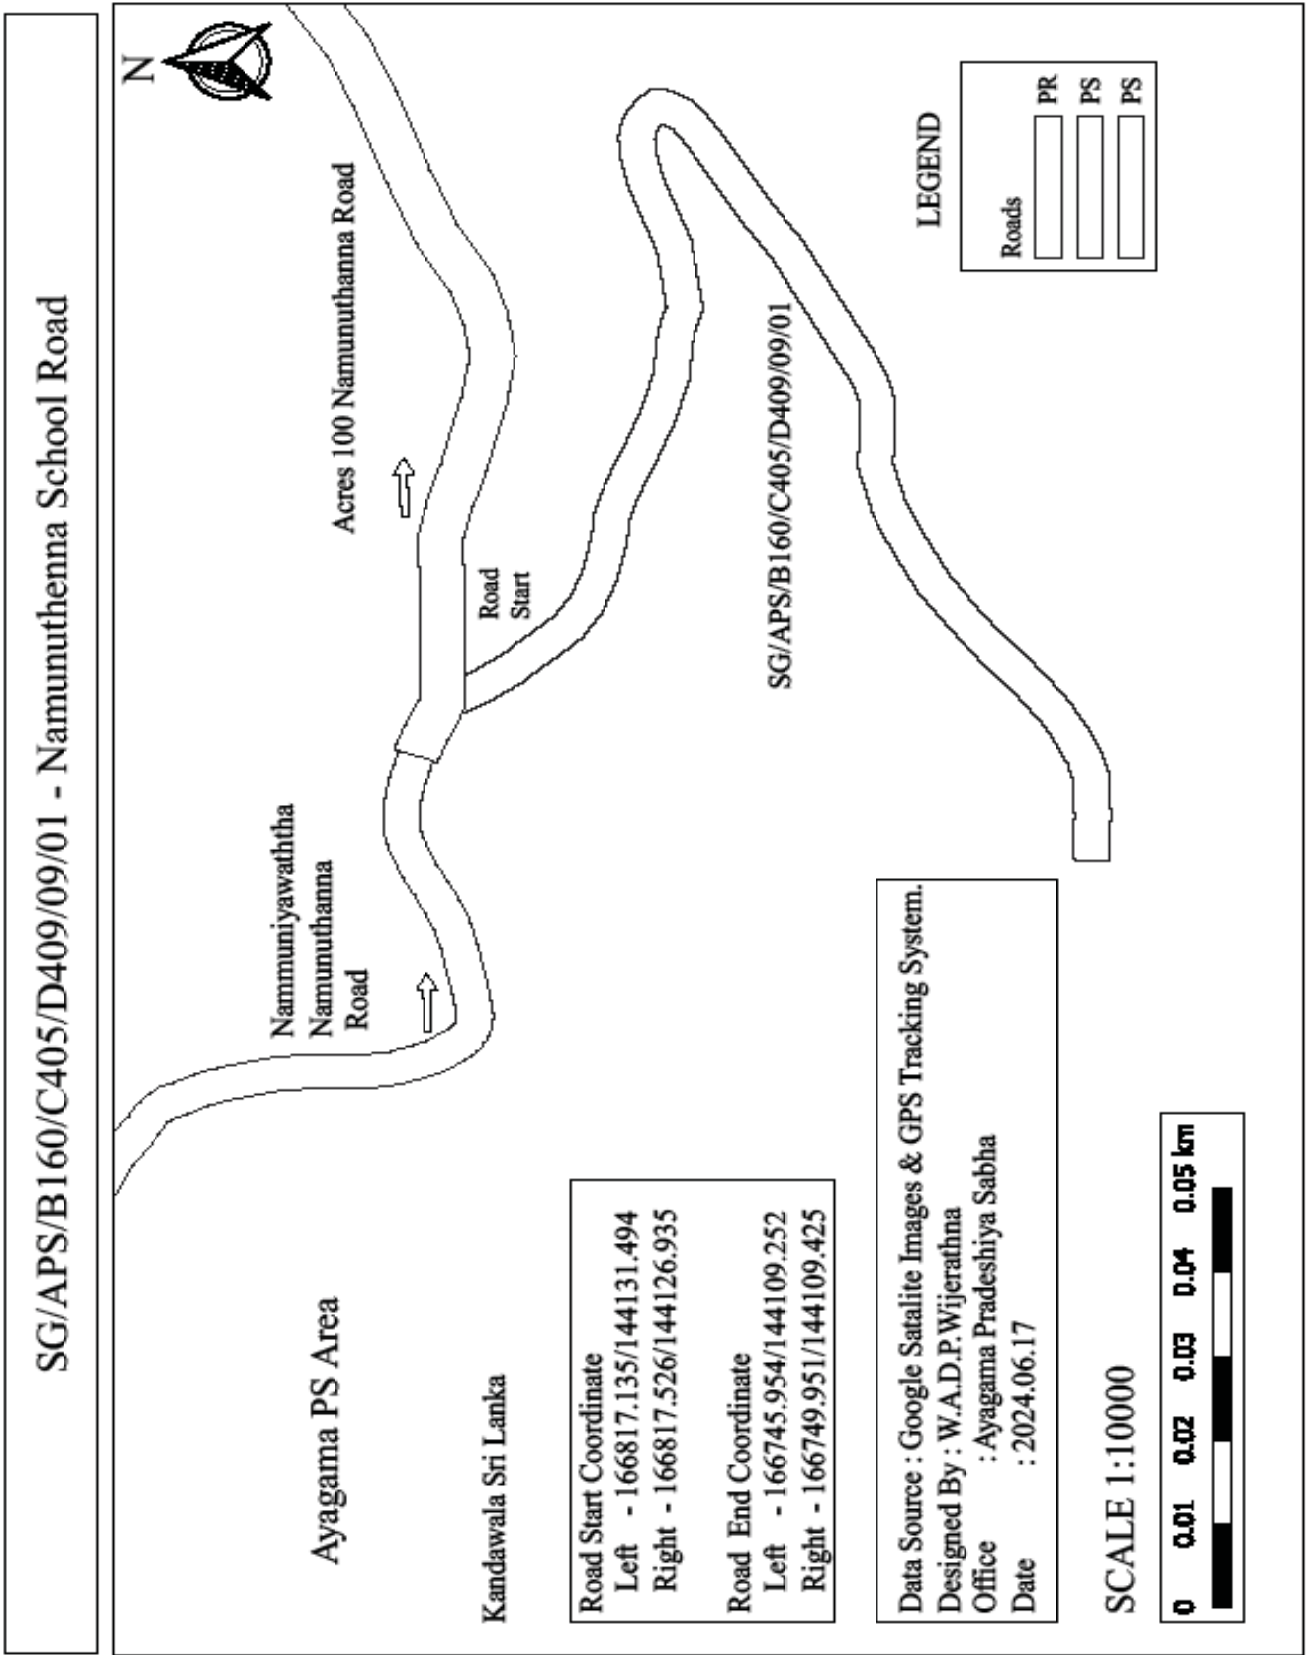 SG/APS/B160/C405/D409/09/01 - Namunuthenna School Road
N
Ayagama PS Area
Nammuniyawaththa
Namunuthanna
Road
Acres 100 Namunuthanna Road
Road
Start
Kandawala Sri Lanka
SG/APS/B160/C405/D409/09/01
Road Start Coordinate
Left - 166817.135/144131.494
Right - 166817.526/144126.935
Road End Coordinate
Left - 166745.954/144109.252
Right - 166749.951/144109.425
Data Source : Google Satalite Images & GPS Tracking System.
Designed By : W.A.D.P.Wijerathna
Office : Ayagama Pradeshiya Sabha
Date : 2024.06.17
LEGEND
Roads
PR
PS
PS
SCALE 1:10000
0 0.01 0.02 0.03 0.04 0.05 km